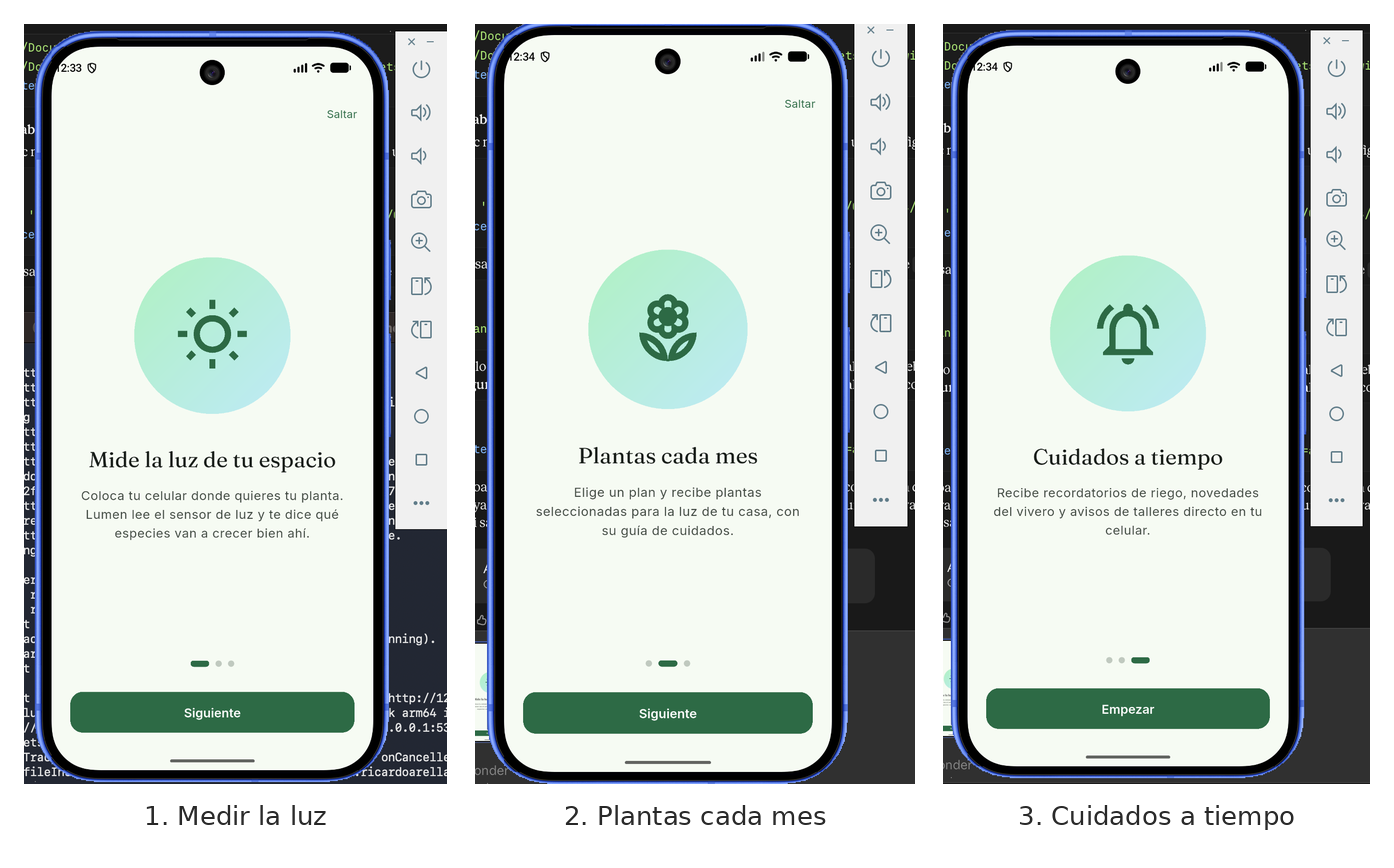 12:33
Saltar
Mide la luz de tu espacio
Coloca tu celular donde quieres tu planta.
Lumen lee el sensor de luz y te dice qué
especies van a crecer bien ahí.
Siguiente
1. Medir la luz
12:34
Saltar
Plantas cada mes
Elige un plan y recibe plantas
seleccionadas para la luz de tu casa, con
su guía de cuidados.
Siguiente
2. Plantas cada mes
12:34
Cuidados a tiempo
Recibe recordatorios de riego, novedades
del vivero y avisos de talleres directo en tu
celular.
Empezar
3. Cuidados a tiempo